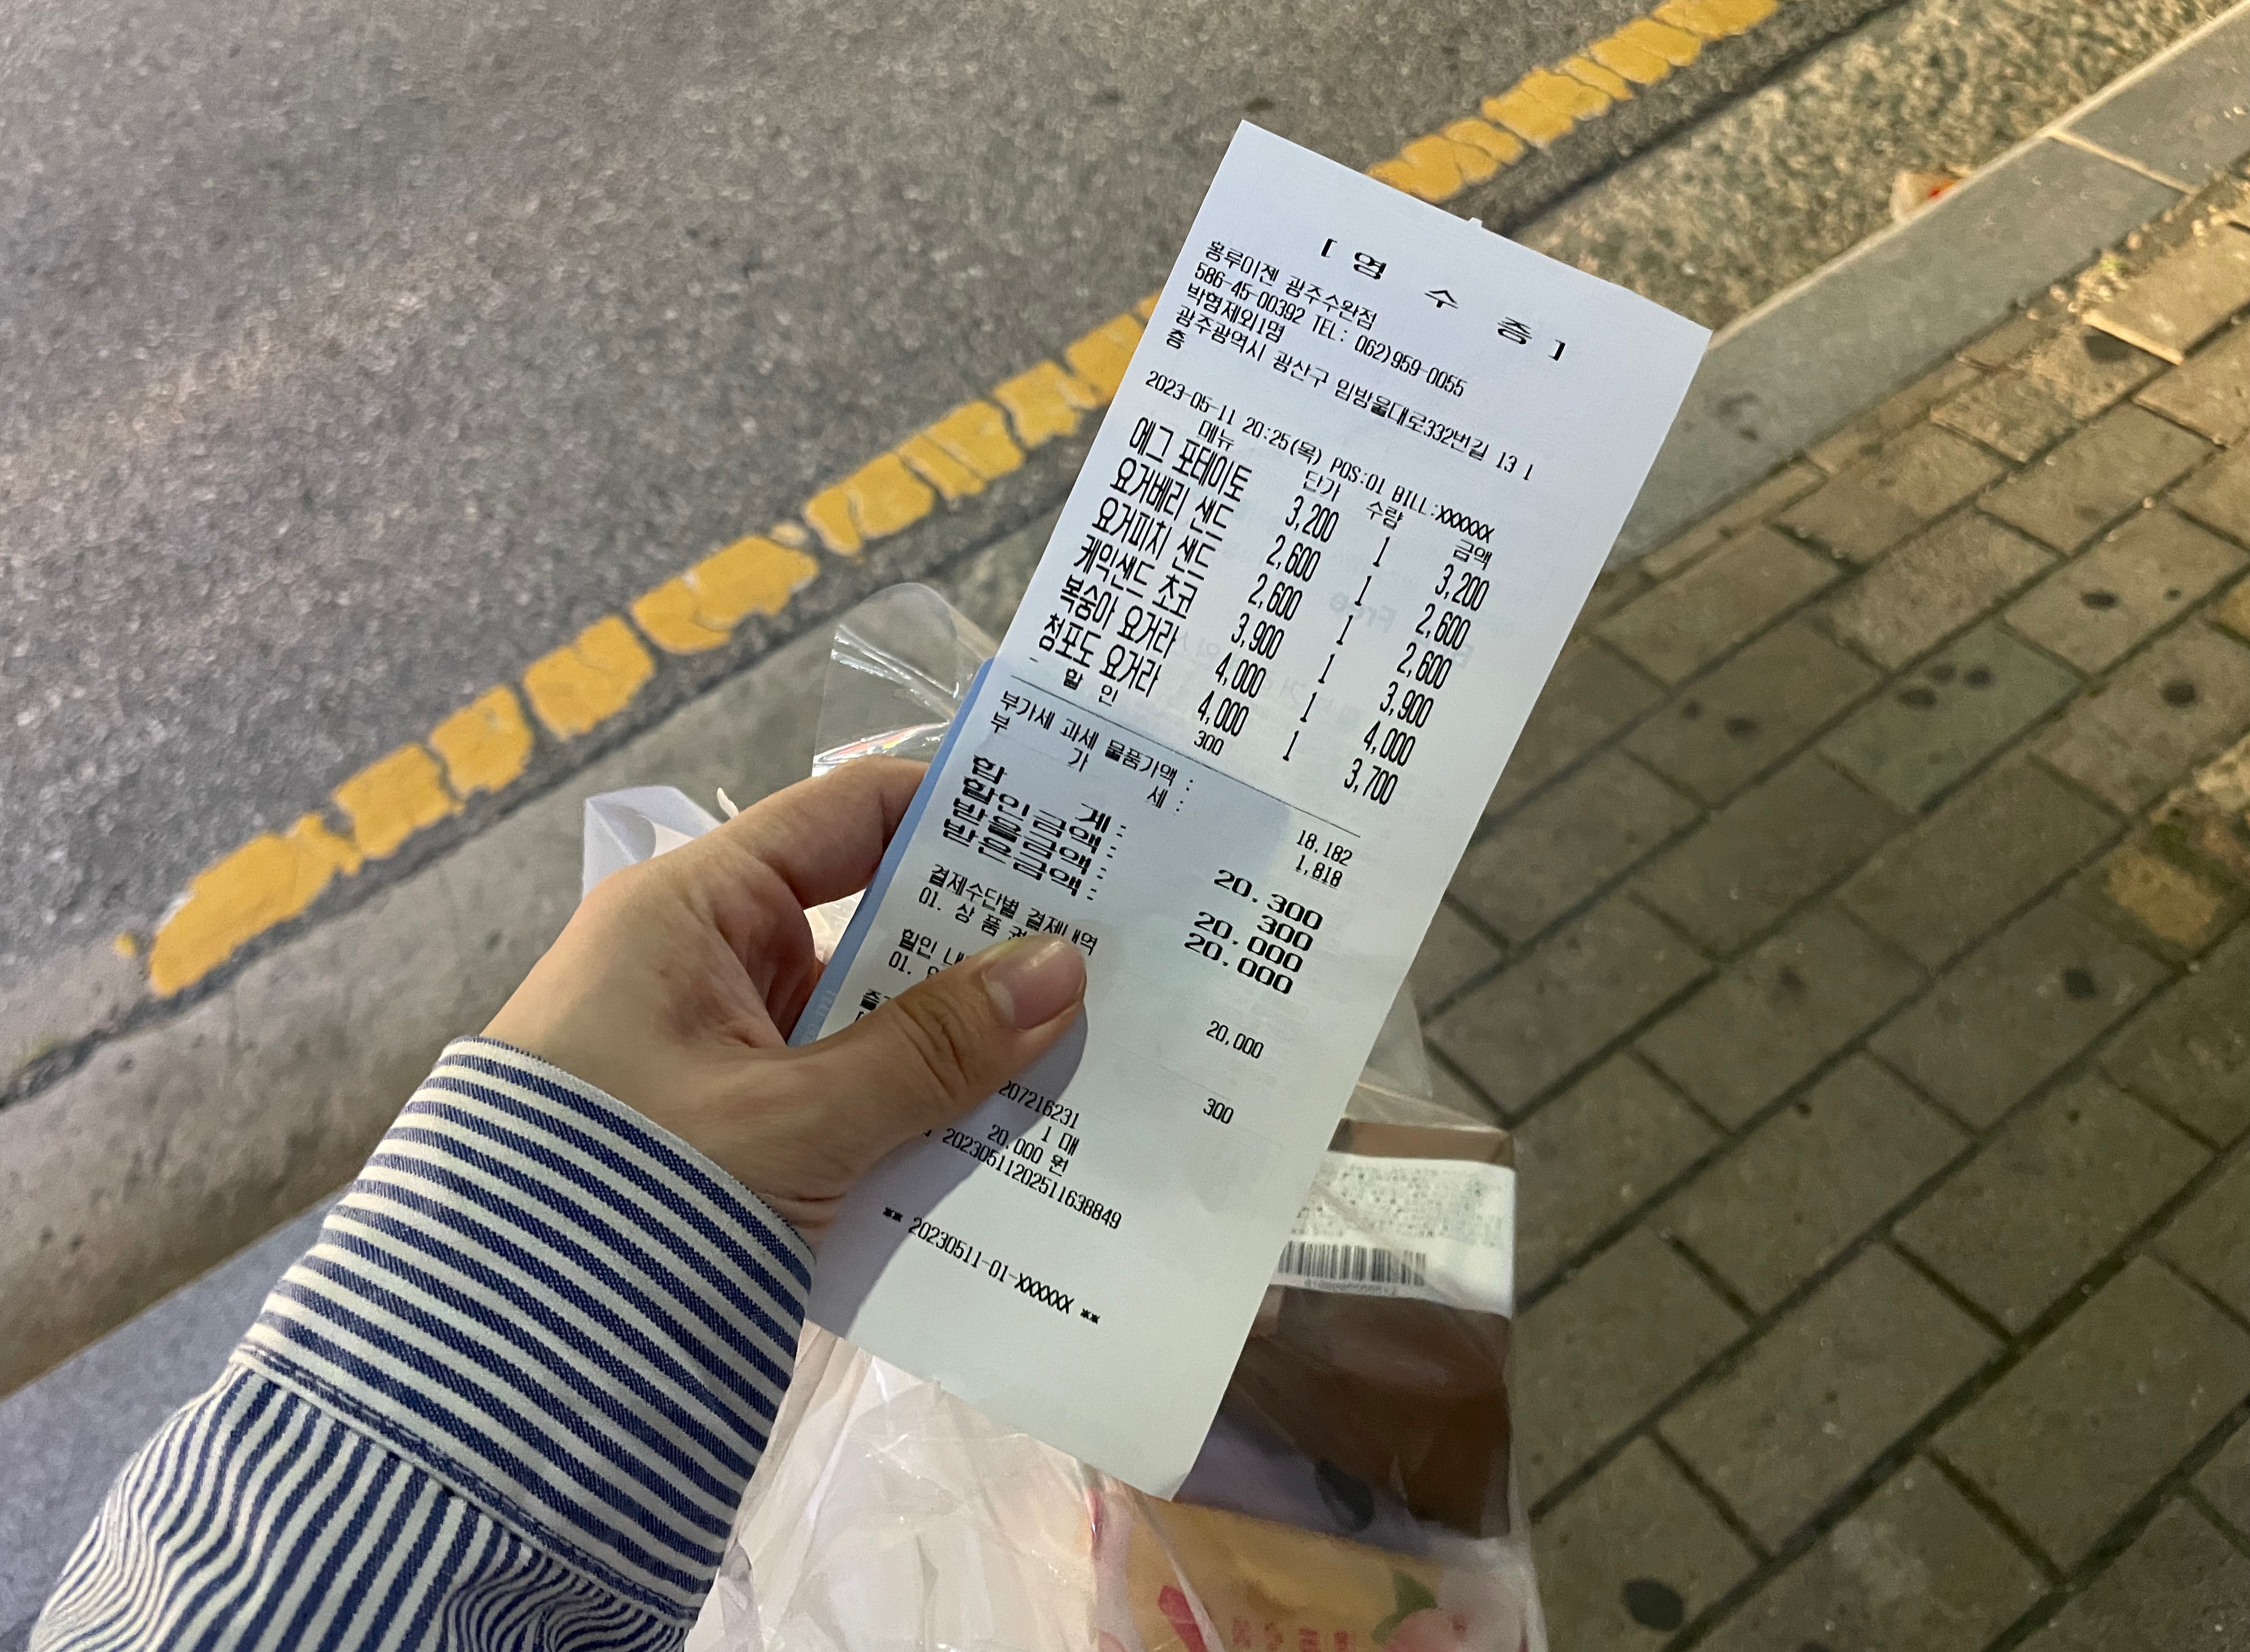 [ 영 수 증 ]
홍루이젠 광주수완점
586-45-00392 TEL: 062)959-0055
박형제외1명
광주광역시 광산구 임방울대로332번길 13 1
층
2023-05-11 20:25(목) POS:01 BILL:XXXXXX
메뉴 단가 수량 금액
에그 포테이토 3,200 1 3,200
요거베리 샌드 2,600 1 2,600
요거피치 샌드 2,600 1 2,600
케익샌드 초코 3,900 1 3,900
복숭아 요거라 4,000 1 4,000
청포도 요거라 4,000 1 3,700
- 할 인 300
부가세 과세 물품가액 : 18,182
부 가 세 : 1,818
합 계 : 20,300
할인금액 : 300
받을금액 : 20,000
받은금액 : 20,000
결제수단별 결제내역
01. 상 품 20,000
할인
01. 300
207216231
1 매
20,000 원
20230511202511638849
** 20230511-01-XXXXXX **